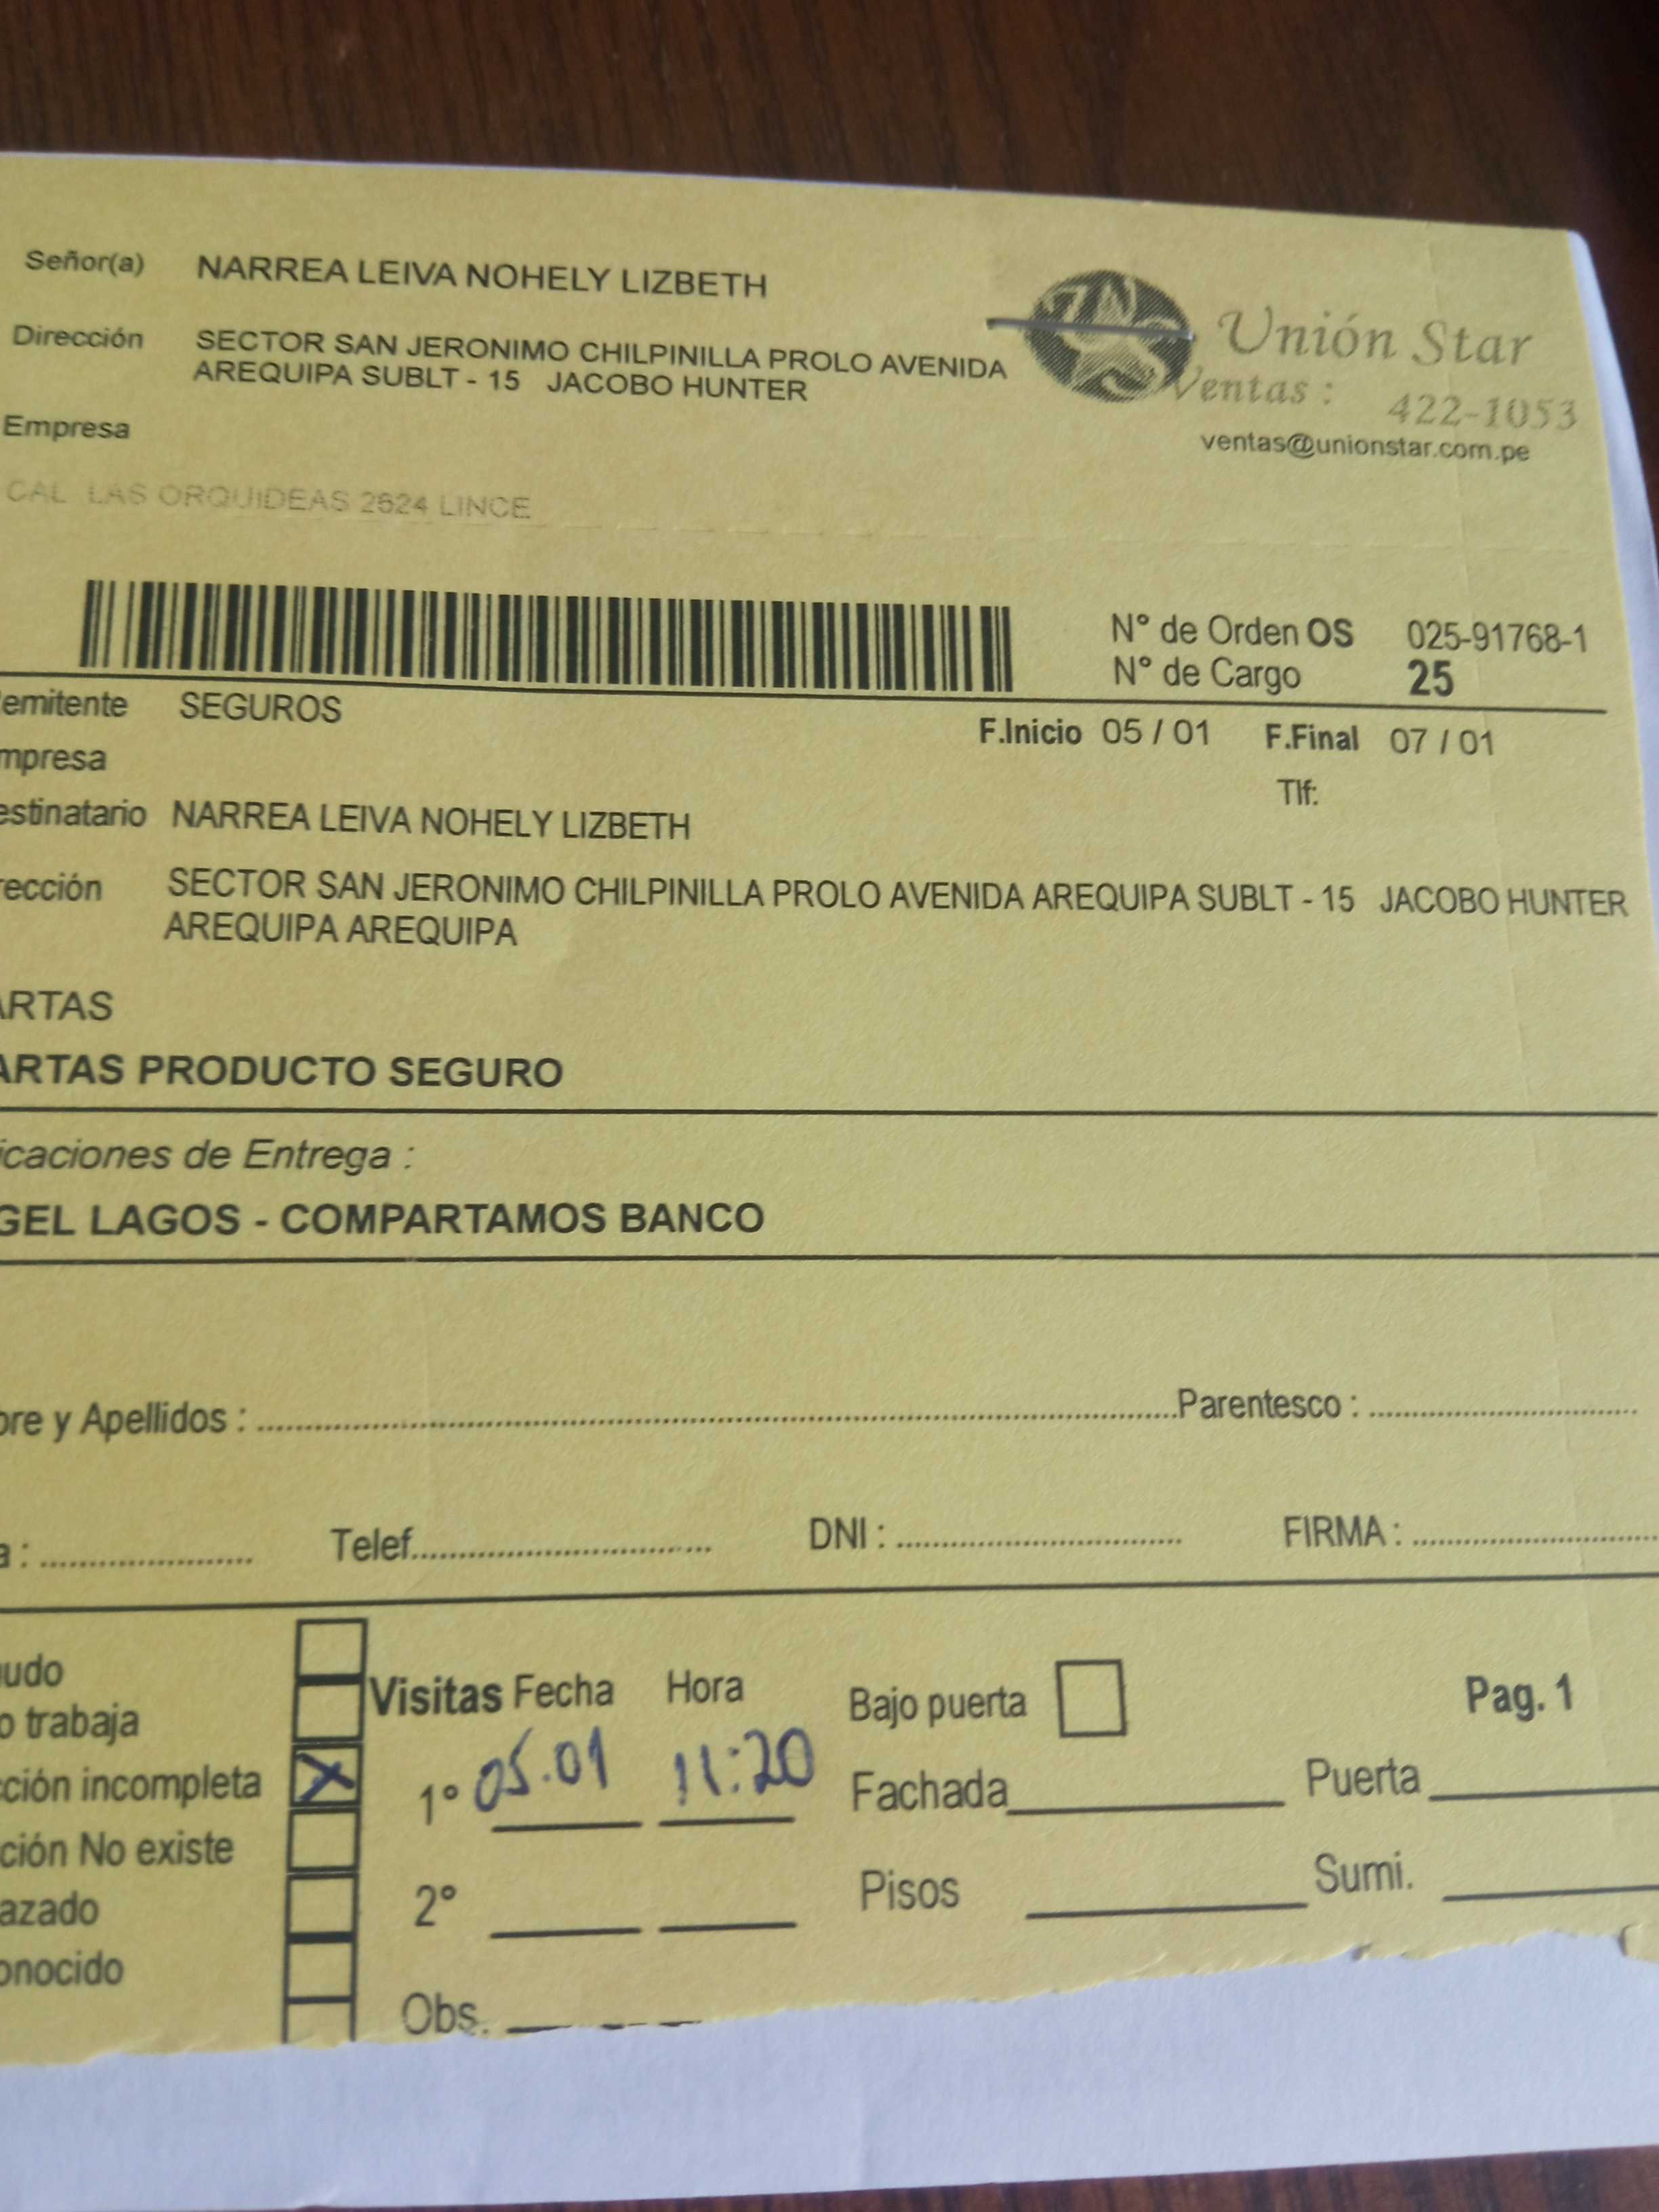 Señor(a) NARREA LEIVA NOHELY LIZBETH
Dirección SECTOR SAN JERONIMO CHILPINILLA PROLO AVENIDA
AREQUIPA SUBLT - 15 JACOBO HUNTER
Unión Star
Ventas : 422-1053
ventas@unionstar.com.pe
Empresa
CAL LAS ORQUIDEAS 2624 LINCE
N° de Orden OS 025-91768-1
N° de Cargo 25
emitente SEGUROS
F.Inicio 05 / 01 F.Final 07 / 01
mpresa
Tlf:
estinatario NARREA LEIVA NOHELY LIZBETH
rección SECTOR SAN JERONIMO CHILPINILLA PROLO AVENIDA AREQUIPA SUBLT - 15 JACOBO HUNTER
AREQUIPA AREQUIPA
ARTAS
ARTAS PRODUCTO SEGURO
icaciones de Entrega :
GEL LAGOS - COMPARTAMOS BANCO
bre y Apellidos : Parentesco :
a : Telef. DNI : FIRMA :
udo
o trabaja
Visitas Fecha Hora Bajo puerta Pag. 1
cción incompleta X 1° 05.01 11:20 Fachada Puerta
ción No existe
azado 2° Pisos Sumi.
onocido
Obs.